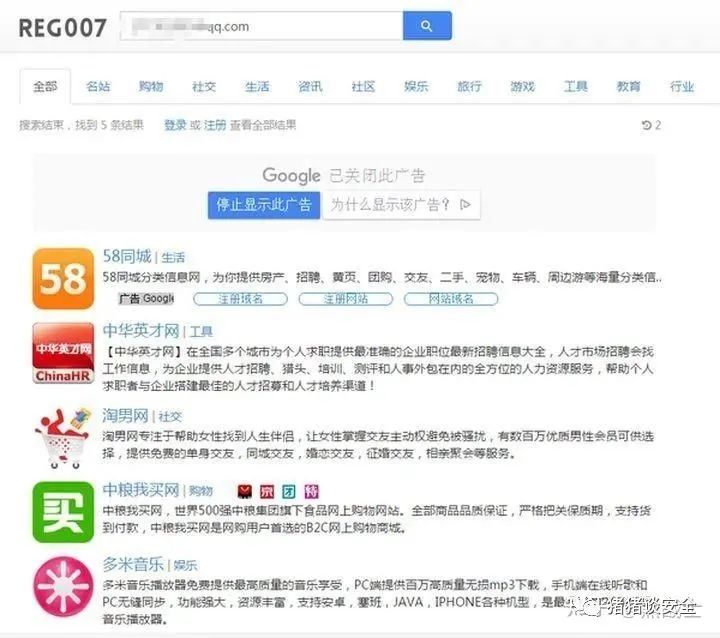 REG007
qq.com
全部 名站 购物 社交 生活 资讯 社区 娱乐 旅行 游戏 工具 教育 行业
搜索结束，找到 5 条结果 登录 或 注册 查看全部结果 2
Google 已关闭此广告
停止显示此广告 为什么显示该广告？
58
58同城 | 生活
58同城分类信息网，为你提供房产、招聘、黄页、团购、交友、二手、宠物、车辆、周边游等海量分类信..
广告 Google 注册域名 注册网站 网站域名
中华英才网
ChinaHR
中华英才网 | 工具
【中华英才网】在全国多个城市为个人求职提供最准确的企业职位最新招聘信息大全，人才市场招聘会找
工作信息，为企业提供人才招聘、猎头、培训、测评和人事外包在内的全方位的人力资源服务，帮助个人
求职者与企业搭建最佳的人才招募和人才培养渠道！
淘男网 | 社交
淘男网专注于帮助女性找到人生伴侣，让女性掌握交友主动权避免被骚扰，有数百万优质男性会员可供选
择，提供免费的单身交友，同城交友，婚恋交友，征婚交友，相亲聚会等服务。
买
中粮我买网 | 购物 京 团 特
中粮我买网，世界500强中粮集团旗下食品网上购物网站。全部商品品质保证，严格把关保质期，支持货
到付款，中粮我买网是网购用户首选的B2C网上购物商城。
多米音乐 | 娱乐
多米音乐播放器免费提供最高质量的音乐享受，PC端提供百万高质量无损mp3下载，手机端在线听歌和
PC无缝同步，功能强大，资源丰富，支持安卓，塞班，JAVA，IPHONE各种机型，是最
音乐播放器。
猪猪谈安全